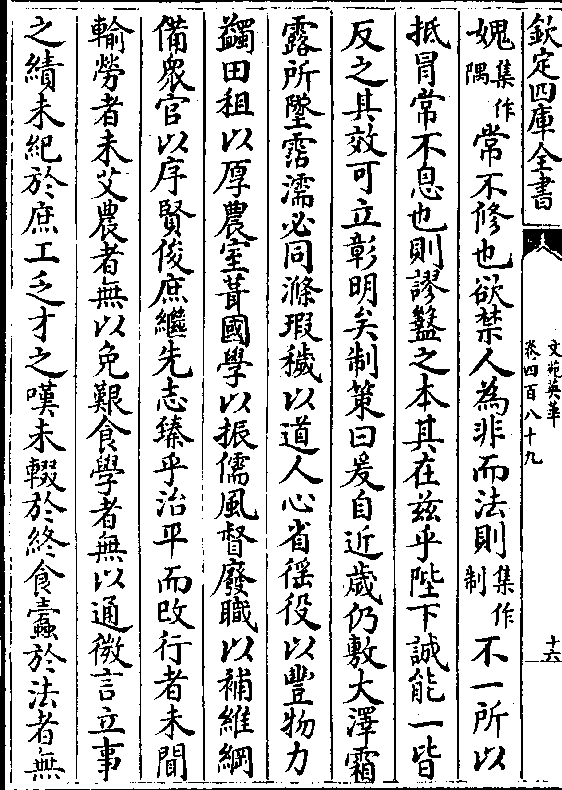 欽定四庫全書
文苑英華
卷四百八十九
十六
媿集作隅常不修也欲禁人為非而法則集作制不一所以
抵冒常不息也則謬盭之本其在兹乎陛下誠能一皆
反之其效可立彰明矣制策曰爰自近歲仍敷大澤霜
露所墜霑濡必同滌瑕穢以道人心省徭役以豐物力
蠲田租以厚農室葺國學以振儒風督廢職以補維綱
備衆官以序賢俊庶繼先志臻乎治平而改行者未聞
輸勞者未艾農者無以免艱食學者無以通微言立事
之績未紀於庶工乏才之嘆未輟於終食蠹於法者無